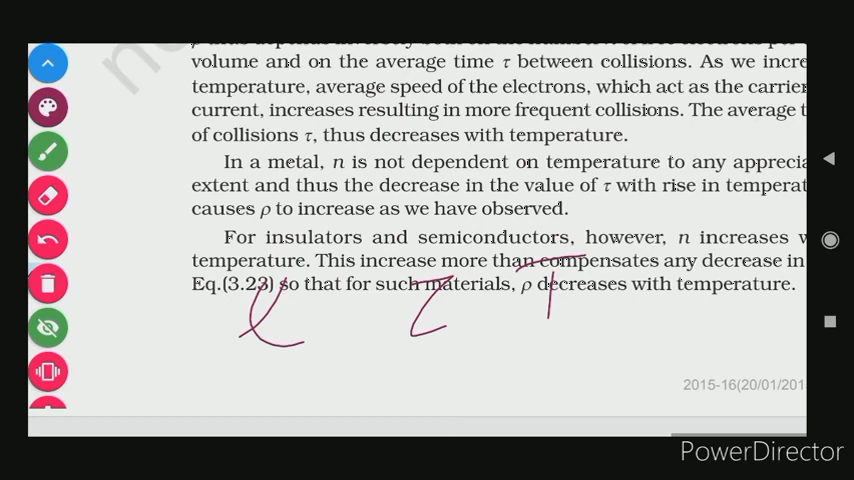 volume and on the average time τ between collisions. As we incre
temperature, average speed of the electrons, which act as the carrier
current, increases resulting in more frequent collisions. The average t
of collisions τ, thus decreases with temperature.
In a metal, n is not dependent on temperature to any apprecia
extent and thus the decrease in the value of τ with rise in temperat
causes ρ to increase as we have observed.
For insulators and semiconductors, however, n increases w
temperature. This increase more than compensates any decrease in
Eq.(3.23) so that for such materials, ρ decreases with temperature.
2015-16(20/01/201
PowerDirector